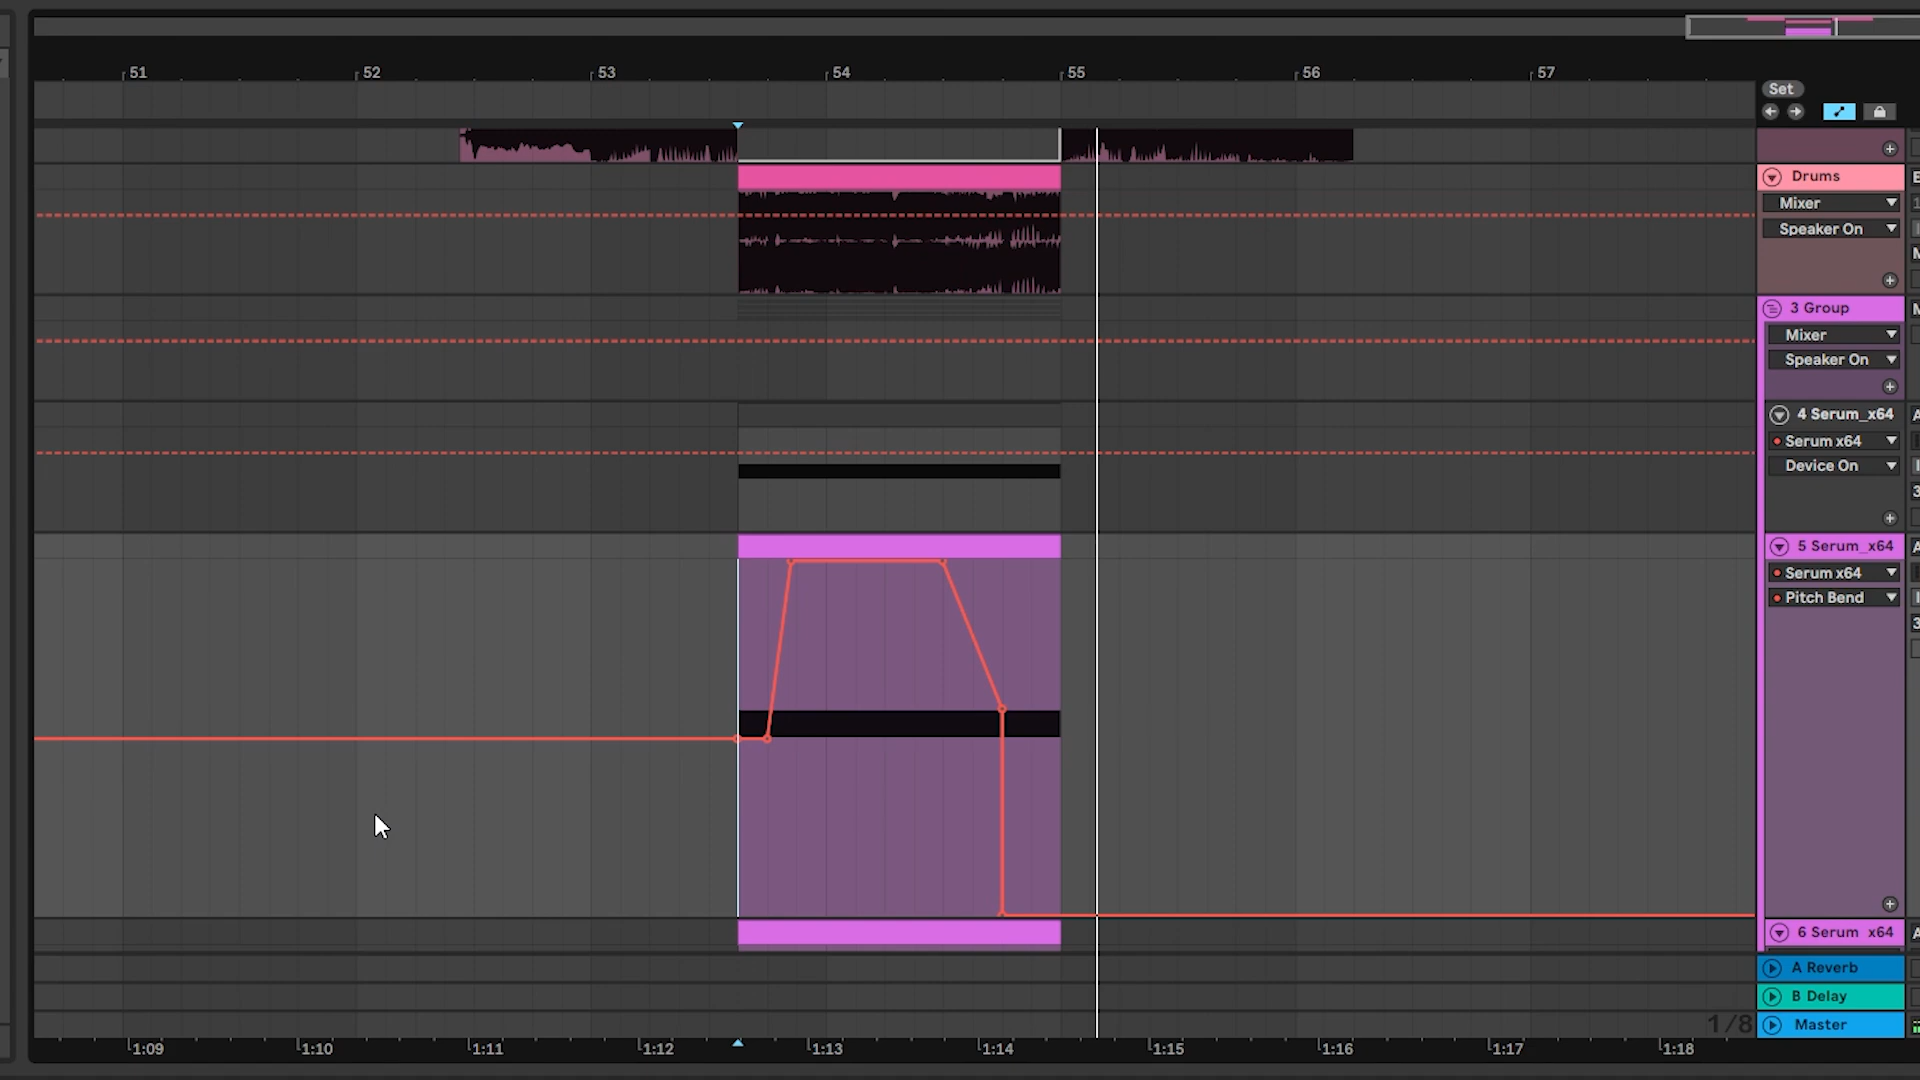 51 52 53 54 55 56 57
Set
Drums
Mixer
Speaker On
3 Group
Mixer
Speaker On
4 Serum_x64
Serum x64
Device On
5 Serum_x64
Serum x64
Pitch Bend
6 Serum x64
A Reverb
B Delay
1/8
Master
1:09 1:10 1:11 1:12 1:13 1:14 1:15 1:16 1:17 1:18